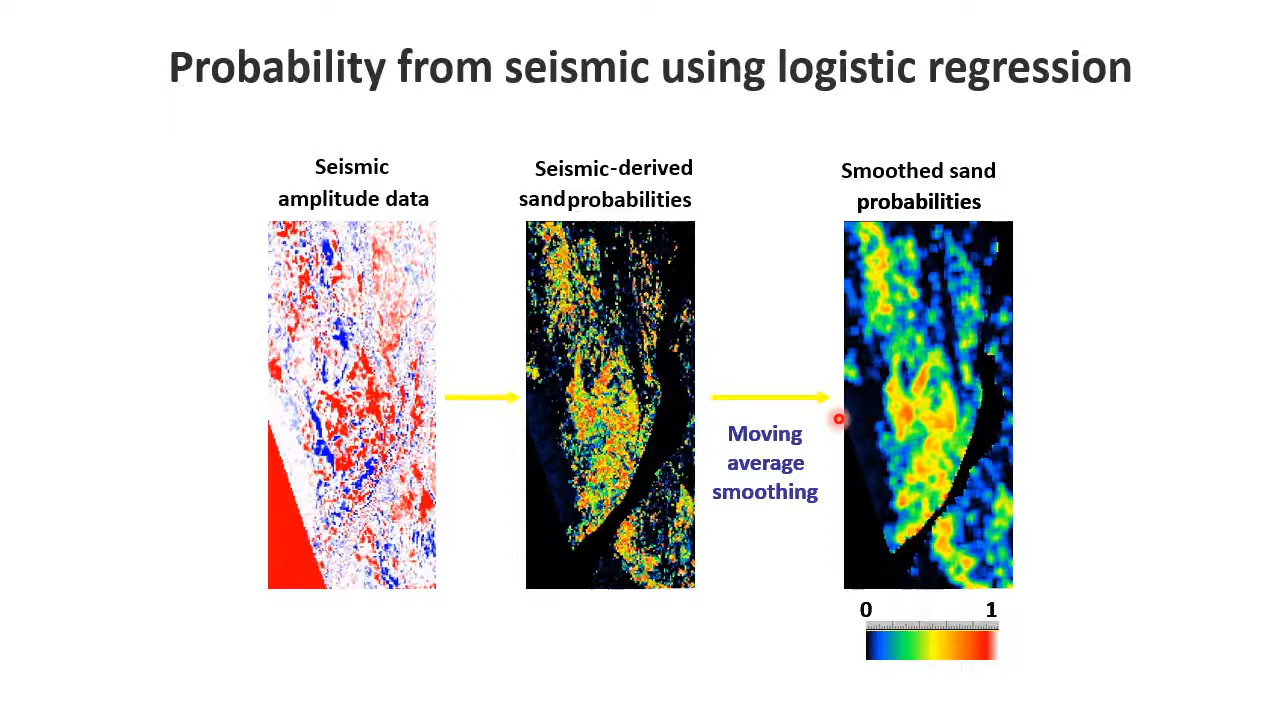 Probability from seismic using logistic regression
Seismic
amplitude data
Seismic-derived
sand probabilities
Smoothed sand
probabilities
Moving
average
smoothing
0 1